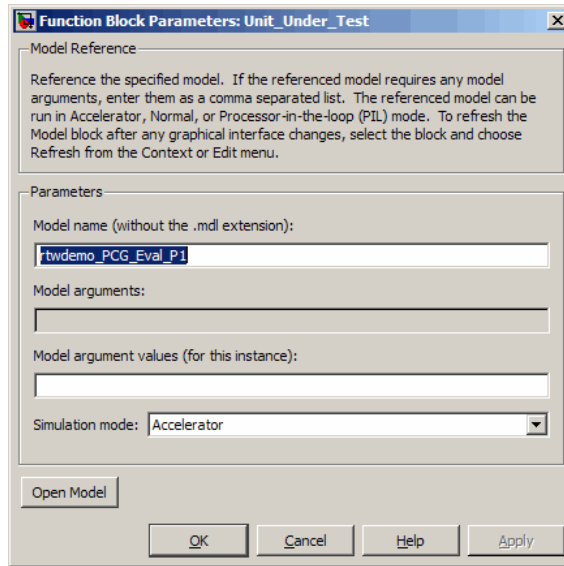 Function Block Parameters: Unit_Under_Test
Model Reference
Reference the specified model. If the referenced model requires any model
arguments, enter them as a comma separated list. The referenced model can be
run in Accelerator, Normal, or Processor-in-the-loop (PIL) mode. To refresh the
Model block after any graphical interface changes, select the block and choose
Refresh from the Context or Edit menu.
Parameters
Model name (without the .mdl extension):
rtwdemo_PCG_Eval_P1
Model arguments:
Model argument values (for this instance):
Simulation mode: Accelerator
Open Model
OK Cancel Help Apply